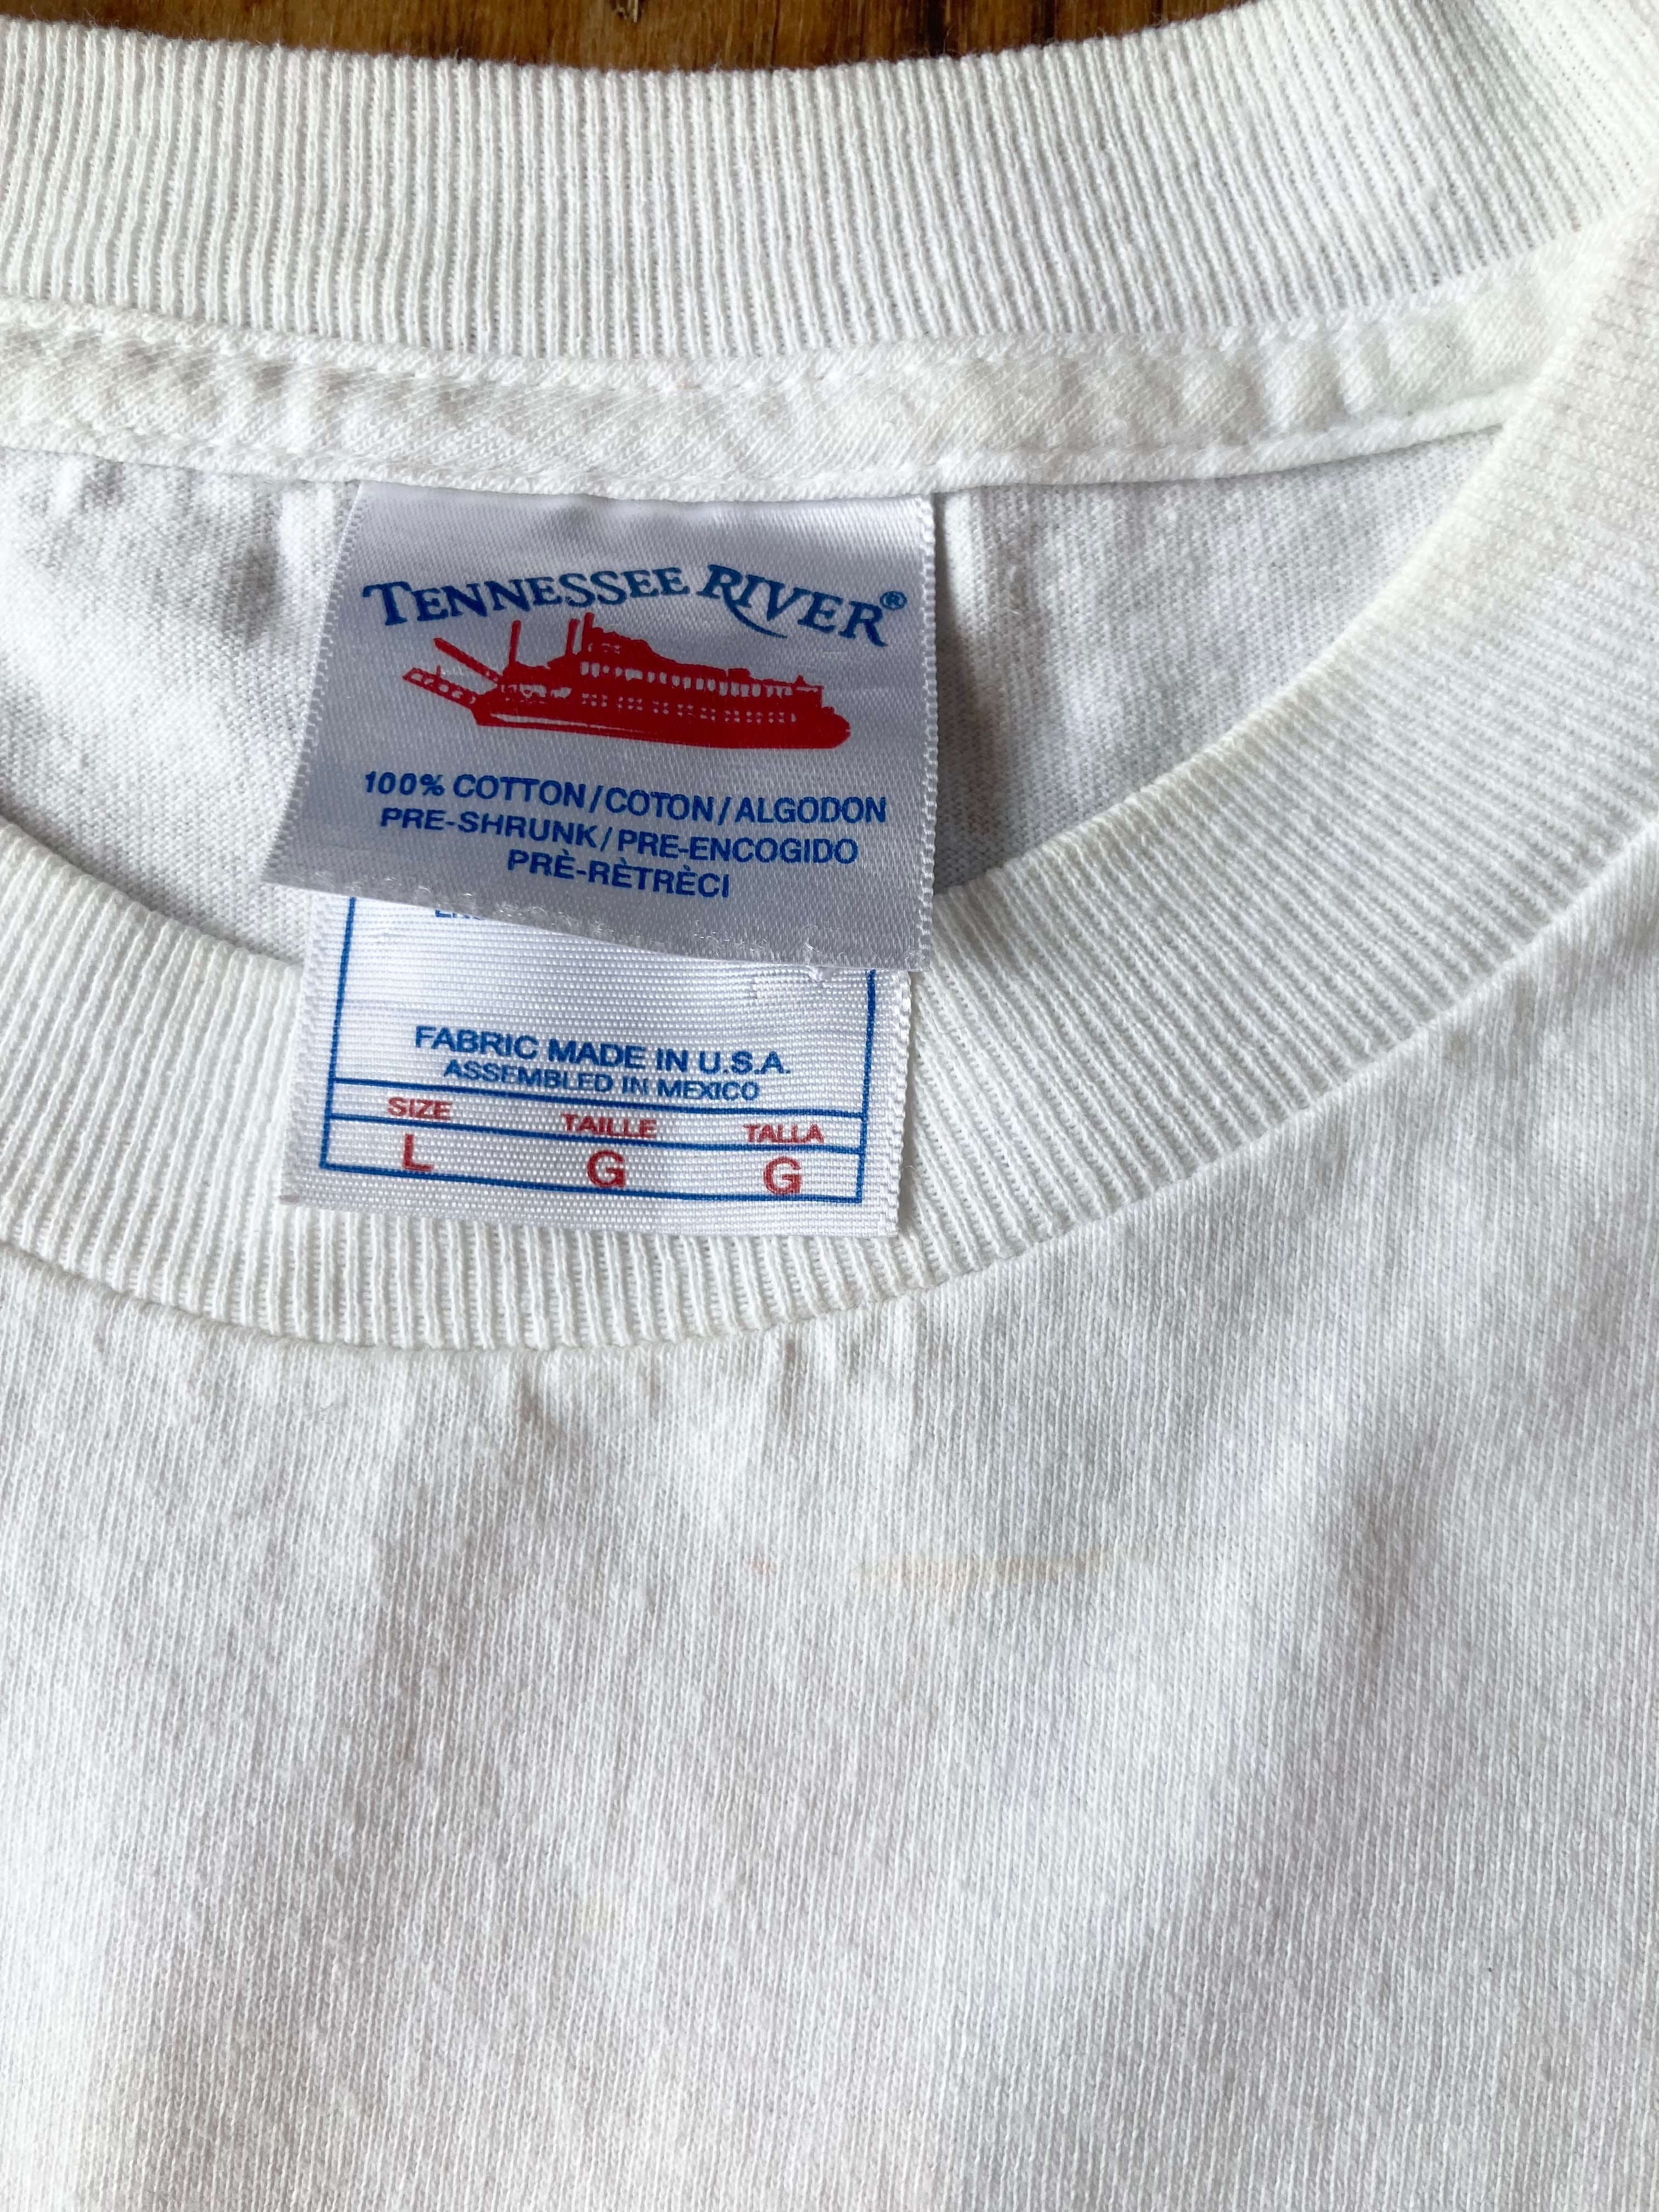 TENNESSEE RIVER®
100% COTTON/COTON/ALGODON
PRE-SHRUNK/PRE-ENCOGIDO
PRÈ-RÈTRÈCI
FABRIC MADE IN U.S.A.
ASSEMBLED IN MEXICO
SIZE TAILLE TALLA
L G G